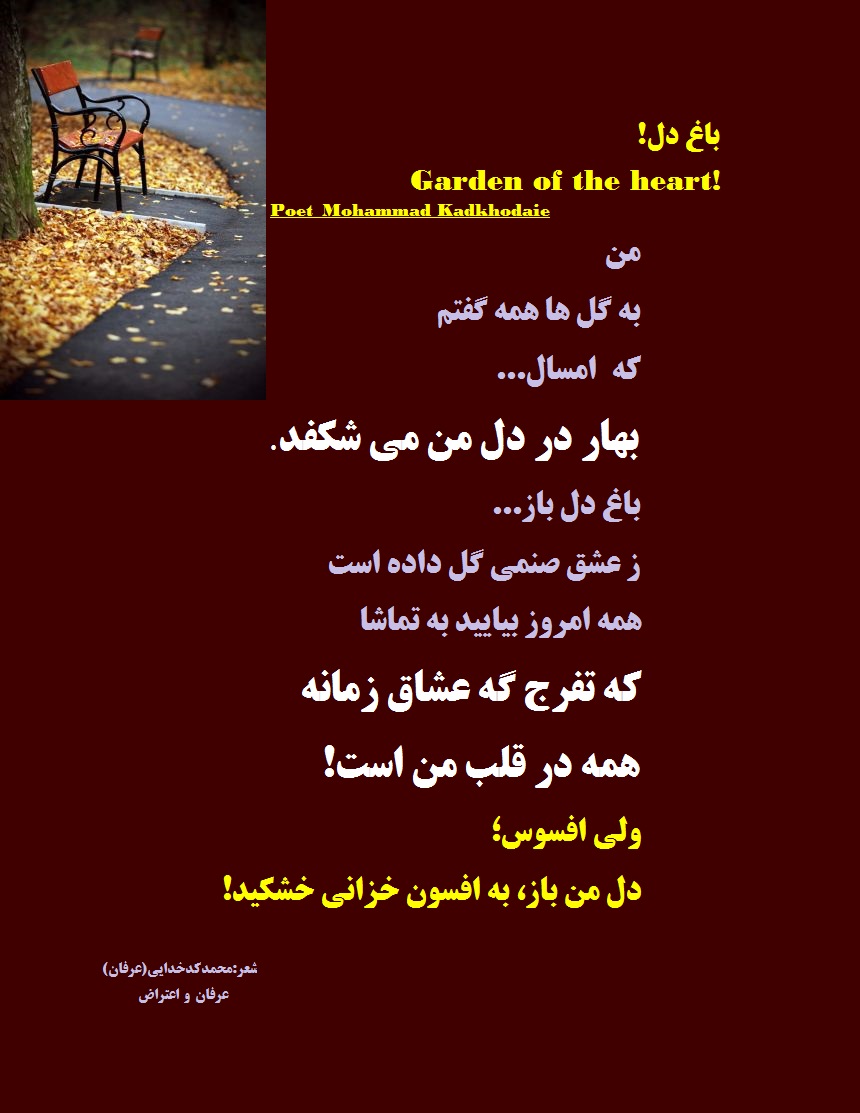 باغ دل!
Garden of the heart!
Poet Mohammad Kadkhodaie
من
به گل ها همه گفتم
که امسال...
بهار در دل من می شکفد.
باغ دل باز...
ز عشق صنمی گل داده است
همه امروز بیایید به تماشا
که تفرج گه عشاق زمانه
همه در قلب من است!
ولی افسوس؛
دل من باز، به افسون خزانی خشکید!
شعر:محمدکدخدایی(عرفان)
عرفان و اعتراض